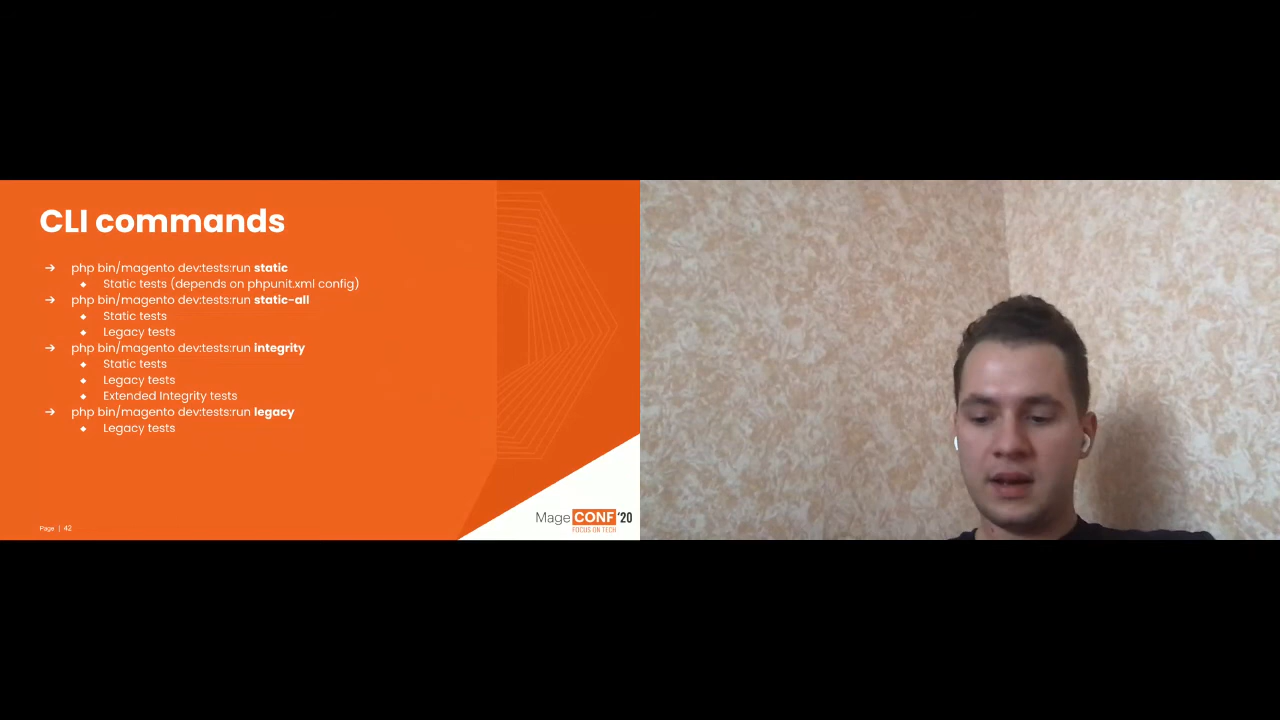 CLI commands
➔ php bin/magento dev:tests:run static
◆ Static tests (depends on phpunit.xml config)
➔ php bin/magento dev:tests:run static-all
◆ Static tests
◆ Legacy tests
➔ php bin/magento dev:tests:run integrity
◆ Static tests
◆ Legacy tests
◆ Extended Integrity tests
➔ php bin/magento dev:tests:run legacy
◆ Legacy tests
Page | 42
Mage CONF '20
FOCUS ON TECH